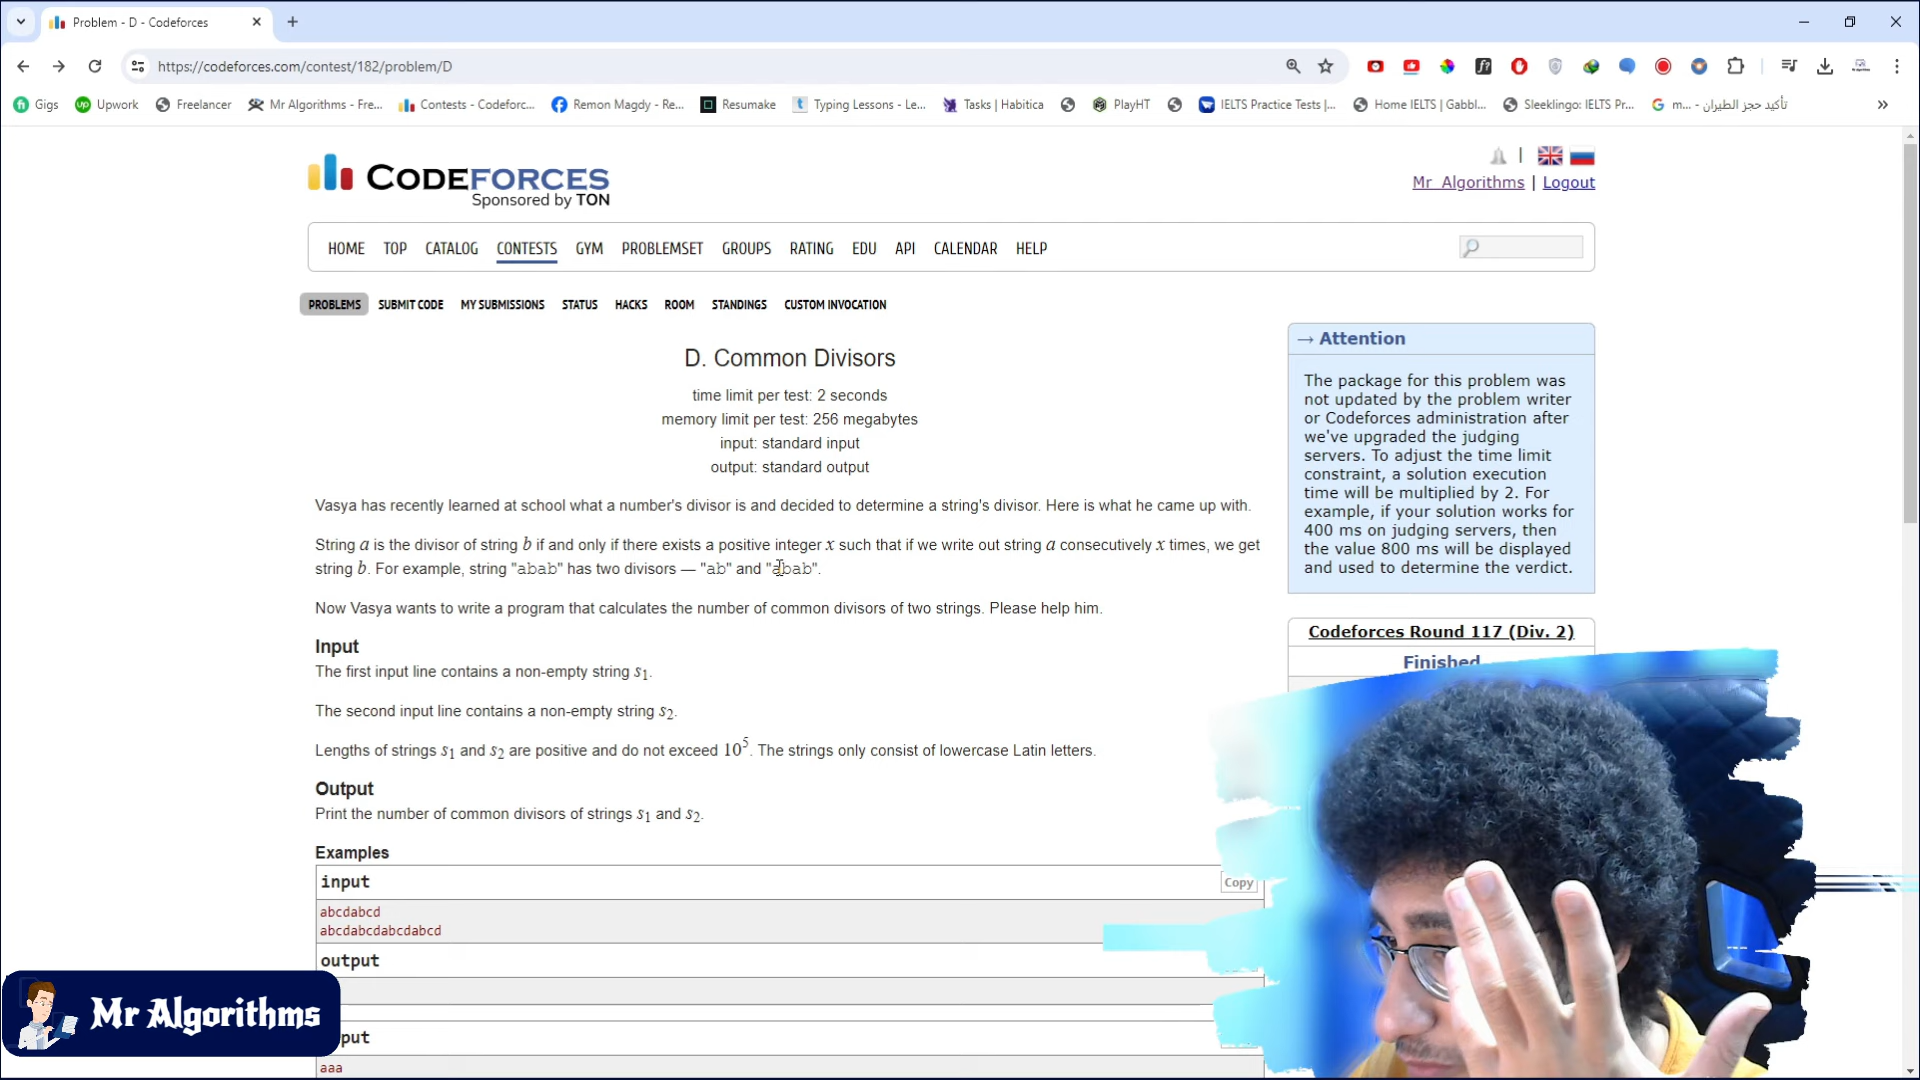 Problem - D - Codeforces
https://codeforces.com/contest/182/problem/D
Gigs
Upwork
Freelancer
Mr Algorithms - Fre...
Contests - Codeforc...
Remon Magdy - Re...
Resumake
Typing Lessons - Le...
Tasks | Habitica
PlayHT
IELTS Practice Tests |...
Home IELTS | Gabbl...
Sleeklingo: IELTS Pr...
تأكيد حجز الطيران - m...
CODEFORCES
Sponsored by TON
Mr_Algorithms | Logout
HOME TOP CATALOG CONTESTS GYM PROBLEMSET GROUPS RATING EDU API CALENDAR HELP
PROBLEMS SUBMIT CODE MY SUBMISSIONS STATUS HACKS ROOM STANDINGS CUSTOM INVOCATION
D. Common Divisors
time limit per test: 2 seconds
memory limit per test: 256 megabytes
input: standard input
output: standard output
Vasya has recently learned at school what a number's divisor is and decided to determine a string's divisor. Here is what he came up with.
String a is the divisor of string b if and only if there exists a positive integer x such that if we write out string a consecutively x times, we get
string b. For example, string "abab" has two divisors — "ab" and "abab".
Now Vasya wants to write a program that calculates the number of common divisors of two strings. Please help him.
Input
The first input line contains a non-empty string s1.
The second input line contains a non-empty string s2.
Lengths of strings s1 and s2 are positive and do not exceed 10^5. The strings only consist of lowercase Latin letters.
Output
Print the number of common divisors of strings s1 and s2.
Examples
input
Copy
abcdabcd
abcdabcdabcdabcd
output
put
aaa
→ Attention
The package for this problem was
not updated by the problem writer
or Codeforces administration after
we've upgraded the judging
servers. To adjust the time limit
constraint, a solution execution
time will be multiplied by 2. For
example, if your solution works for
400 ms on judging servers, then
the value 800 ms will be displayed
and used to determine the verdict.
Codeforces Round 117 (Div. 2)
Finished
Mr Algorithms